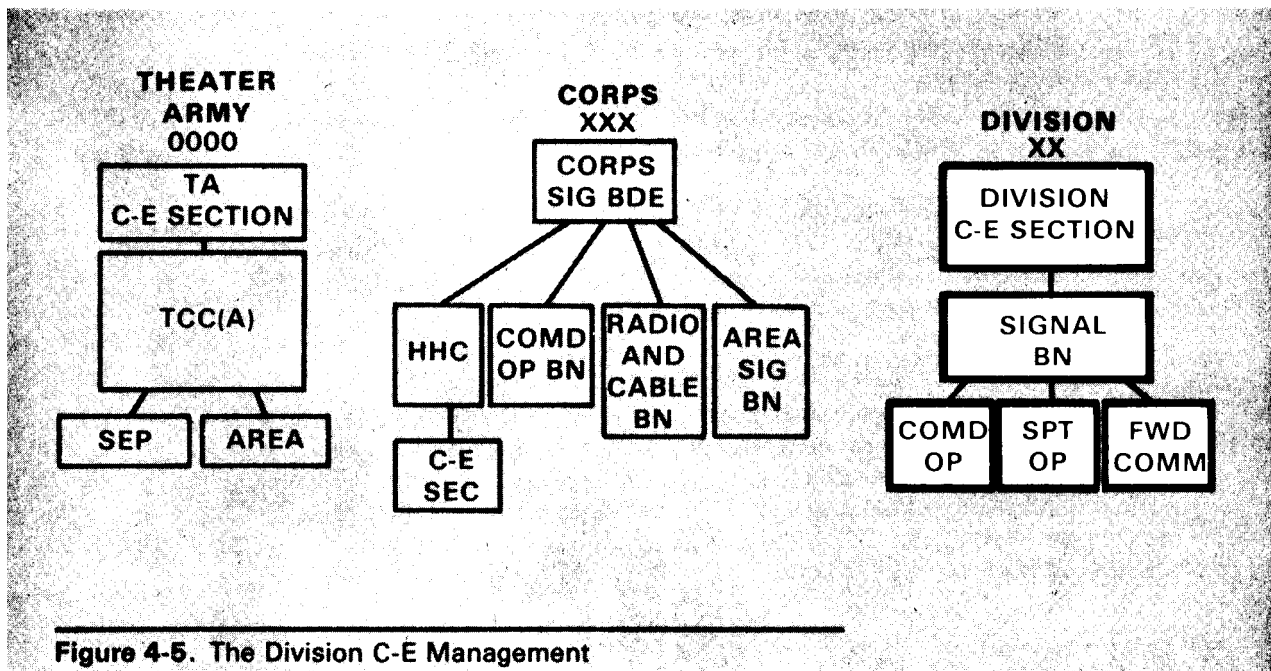 THEATER
ARMY
0000
TA
C-E SECTION
TCC(A)
SEP
AREA
CORPS
XXX
CORPS
SIG BDE
HHC
COMD
OP BN
RADIO
AND
CABLE
BN
AREA
SIG
BN
C-E
SEC
DIVISION
XX
DIVISION
C-E SECTION
SIGNAL
BN
COMD
OP
SPT
OP
FWD
COMM
Figure 4-5. The Division C-E Management